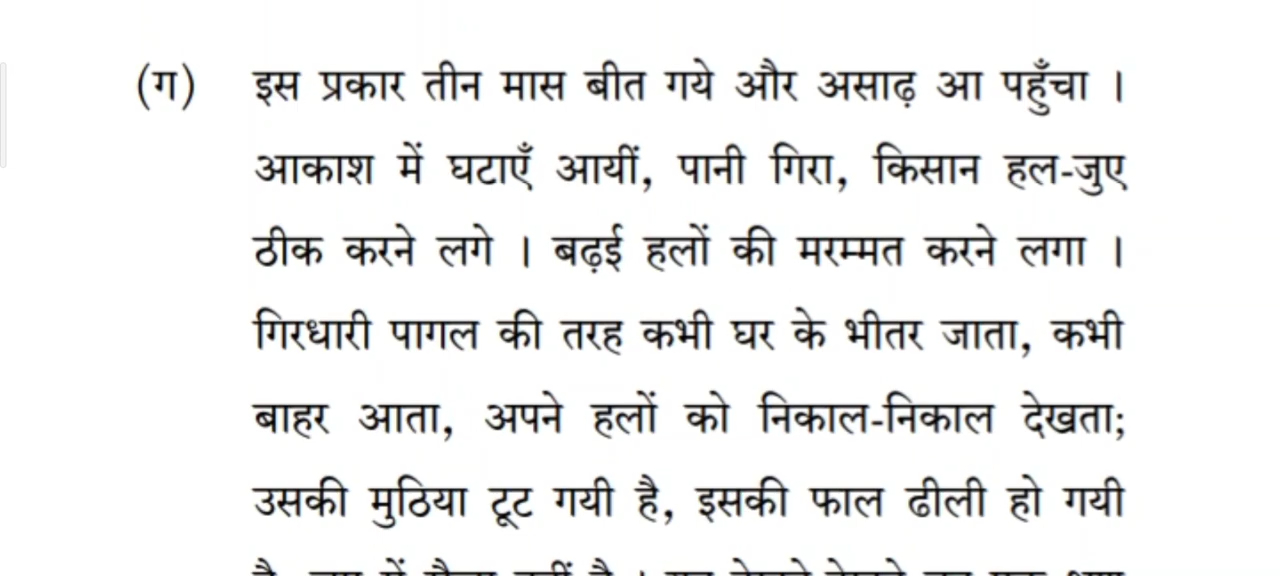 (ग) इस प्रकार तीन मास बीत गये और असाढ़ आ पहुँचा ।
आकाश में घटाएँ आयीं, पानी गिरा, किसान हल-जुए
ठीक करने लगे । बढ़ई हलों की मरम्मत करने लगा ।
गिरधारी पागल की तरह कभी घर के भीतर जाता, कभी
बाहर आता, अपने हलों को निकाल-निकाल देखता;
उसकी मुठिया टूट गयी है, इसकी फाल ढीली हो गयी